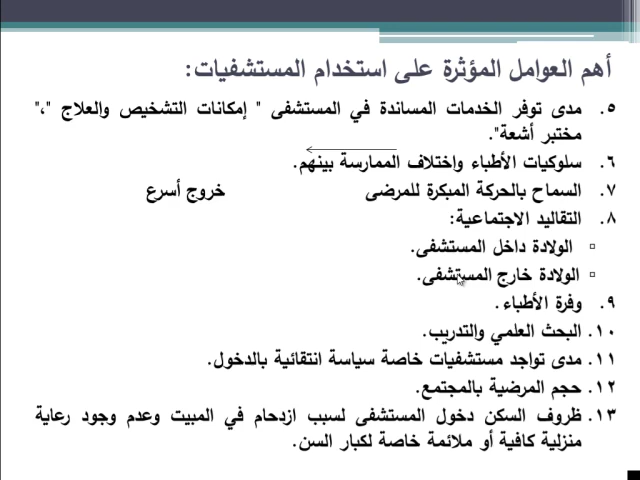 أهم العوامل المؤثرة على استخدام المستشفيات:
٥. مدى توفر الخدمات المساندة في المستشفى " إمكانات التشخيص والعلاج "،"
مختبر أشعة".
٦. سلوكيات الأطباء واختلاف الممارسة بينهم.
٧. السماح بالحركة المبكرة للمرضى خروج أسرع
٨. التقاليد الاجتماعية:
▫ الولادة داخل المستشفى.
▫ الولادة خارج المستشفى.
٩. وفرة الأطباء.
١٠. البحث العلمي والتدريب.
١١. مدى تواجد مستشفيات خاصة سياسة انتقائية بالدخول.
١٢. حجم المرضية بالمجتمع.
١٣. ظروف السكن دخول المستشفى لسبب ازدحام في المبيت وعدم وجود رعاية
منزلية كافية أو ملائمة خاصة لكبار السن.